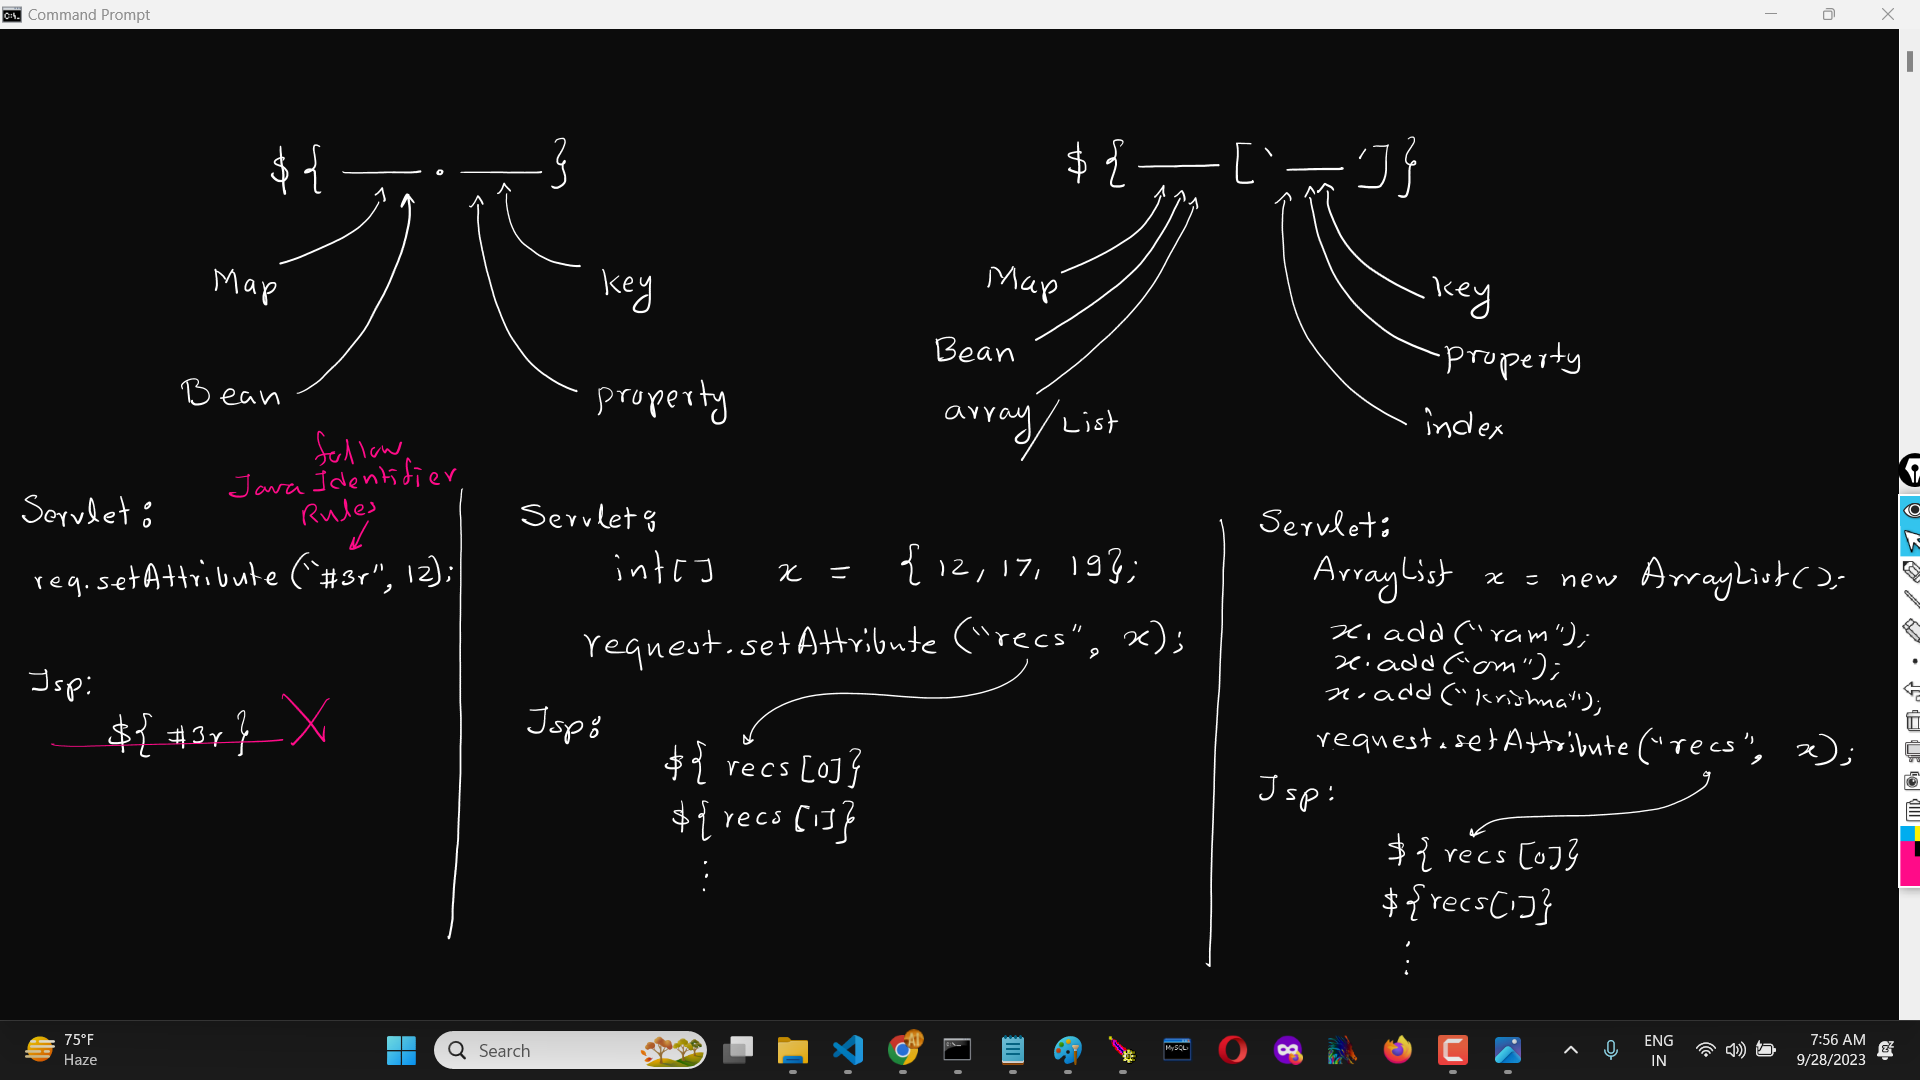 Command Prompt
${ ___ . ___ }
Map
key
Bean
property
${ ___ [' ___ ']}
Map
key
Bean
property
array/List
index
follow
Java Identifier
Rules
Servlet:
req.setAttribute("#3r", 12);
Jsp:
${ #3r } X
Servlet:
int[] x = { 12, 17, 19};
request.setAttribute("recs", x);
Jsp:
${ recs[0]}
${ recs[1]}
⋮
Servlet:
ArrayList x = new ArrayList();
x.add("ram");
x.add("om");
x.add("krishna");
request.setAttribute("recs", x);
Jsp:
${ recs[0]}
${recs[1]}
⋮
75°F
Haze
Search
ENG
IN
7:56 AM
9/28/2023